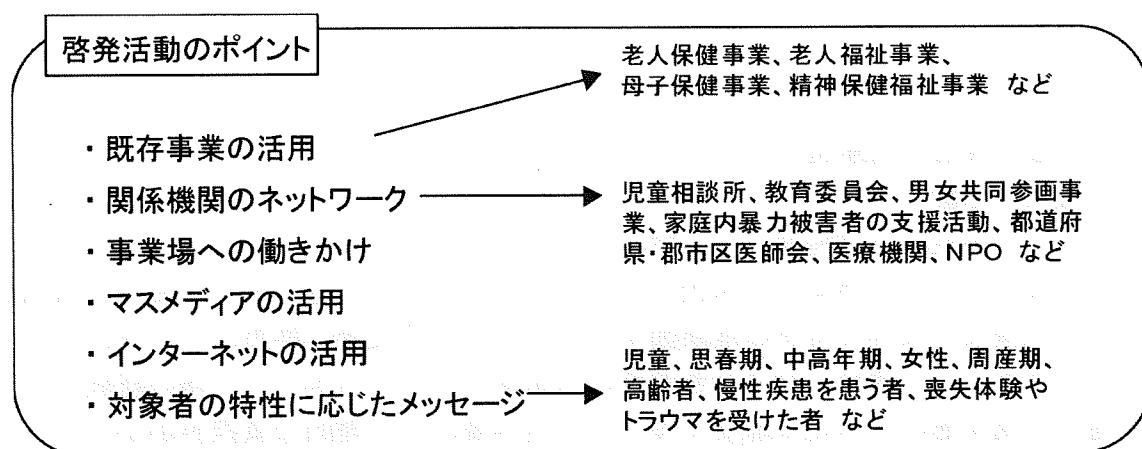 啓発活動のポイント
老人保健事業、老人福祉事業、
母子保健事業、精神保健福祉事業 など
・既存事業の活用
・関係機関のネットワーク
児童相談所、教育委員会、男女共同参画事
業、家庭内暴力被害者の支援活動、都道府
県・郡市区医師会、医療機関、NPO など
・事業場への働きかけ
・マスメディアの活用
・インターネットの活用
・対象者の特性に応じたメッセージ
児童、思春期、中高年期、女性、周産期、
高齢者、慢性疾患を患う者、喪失体験や
トラウマを受けた者 など